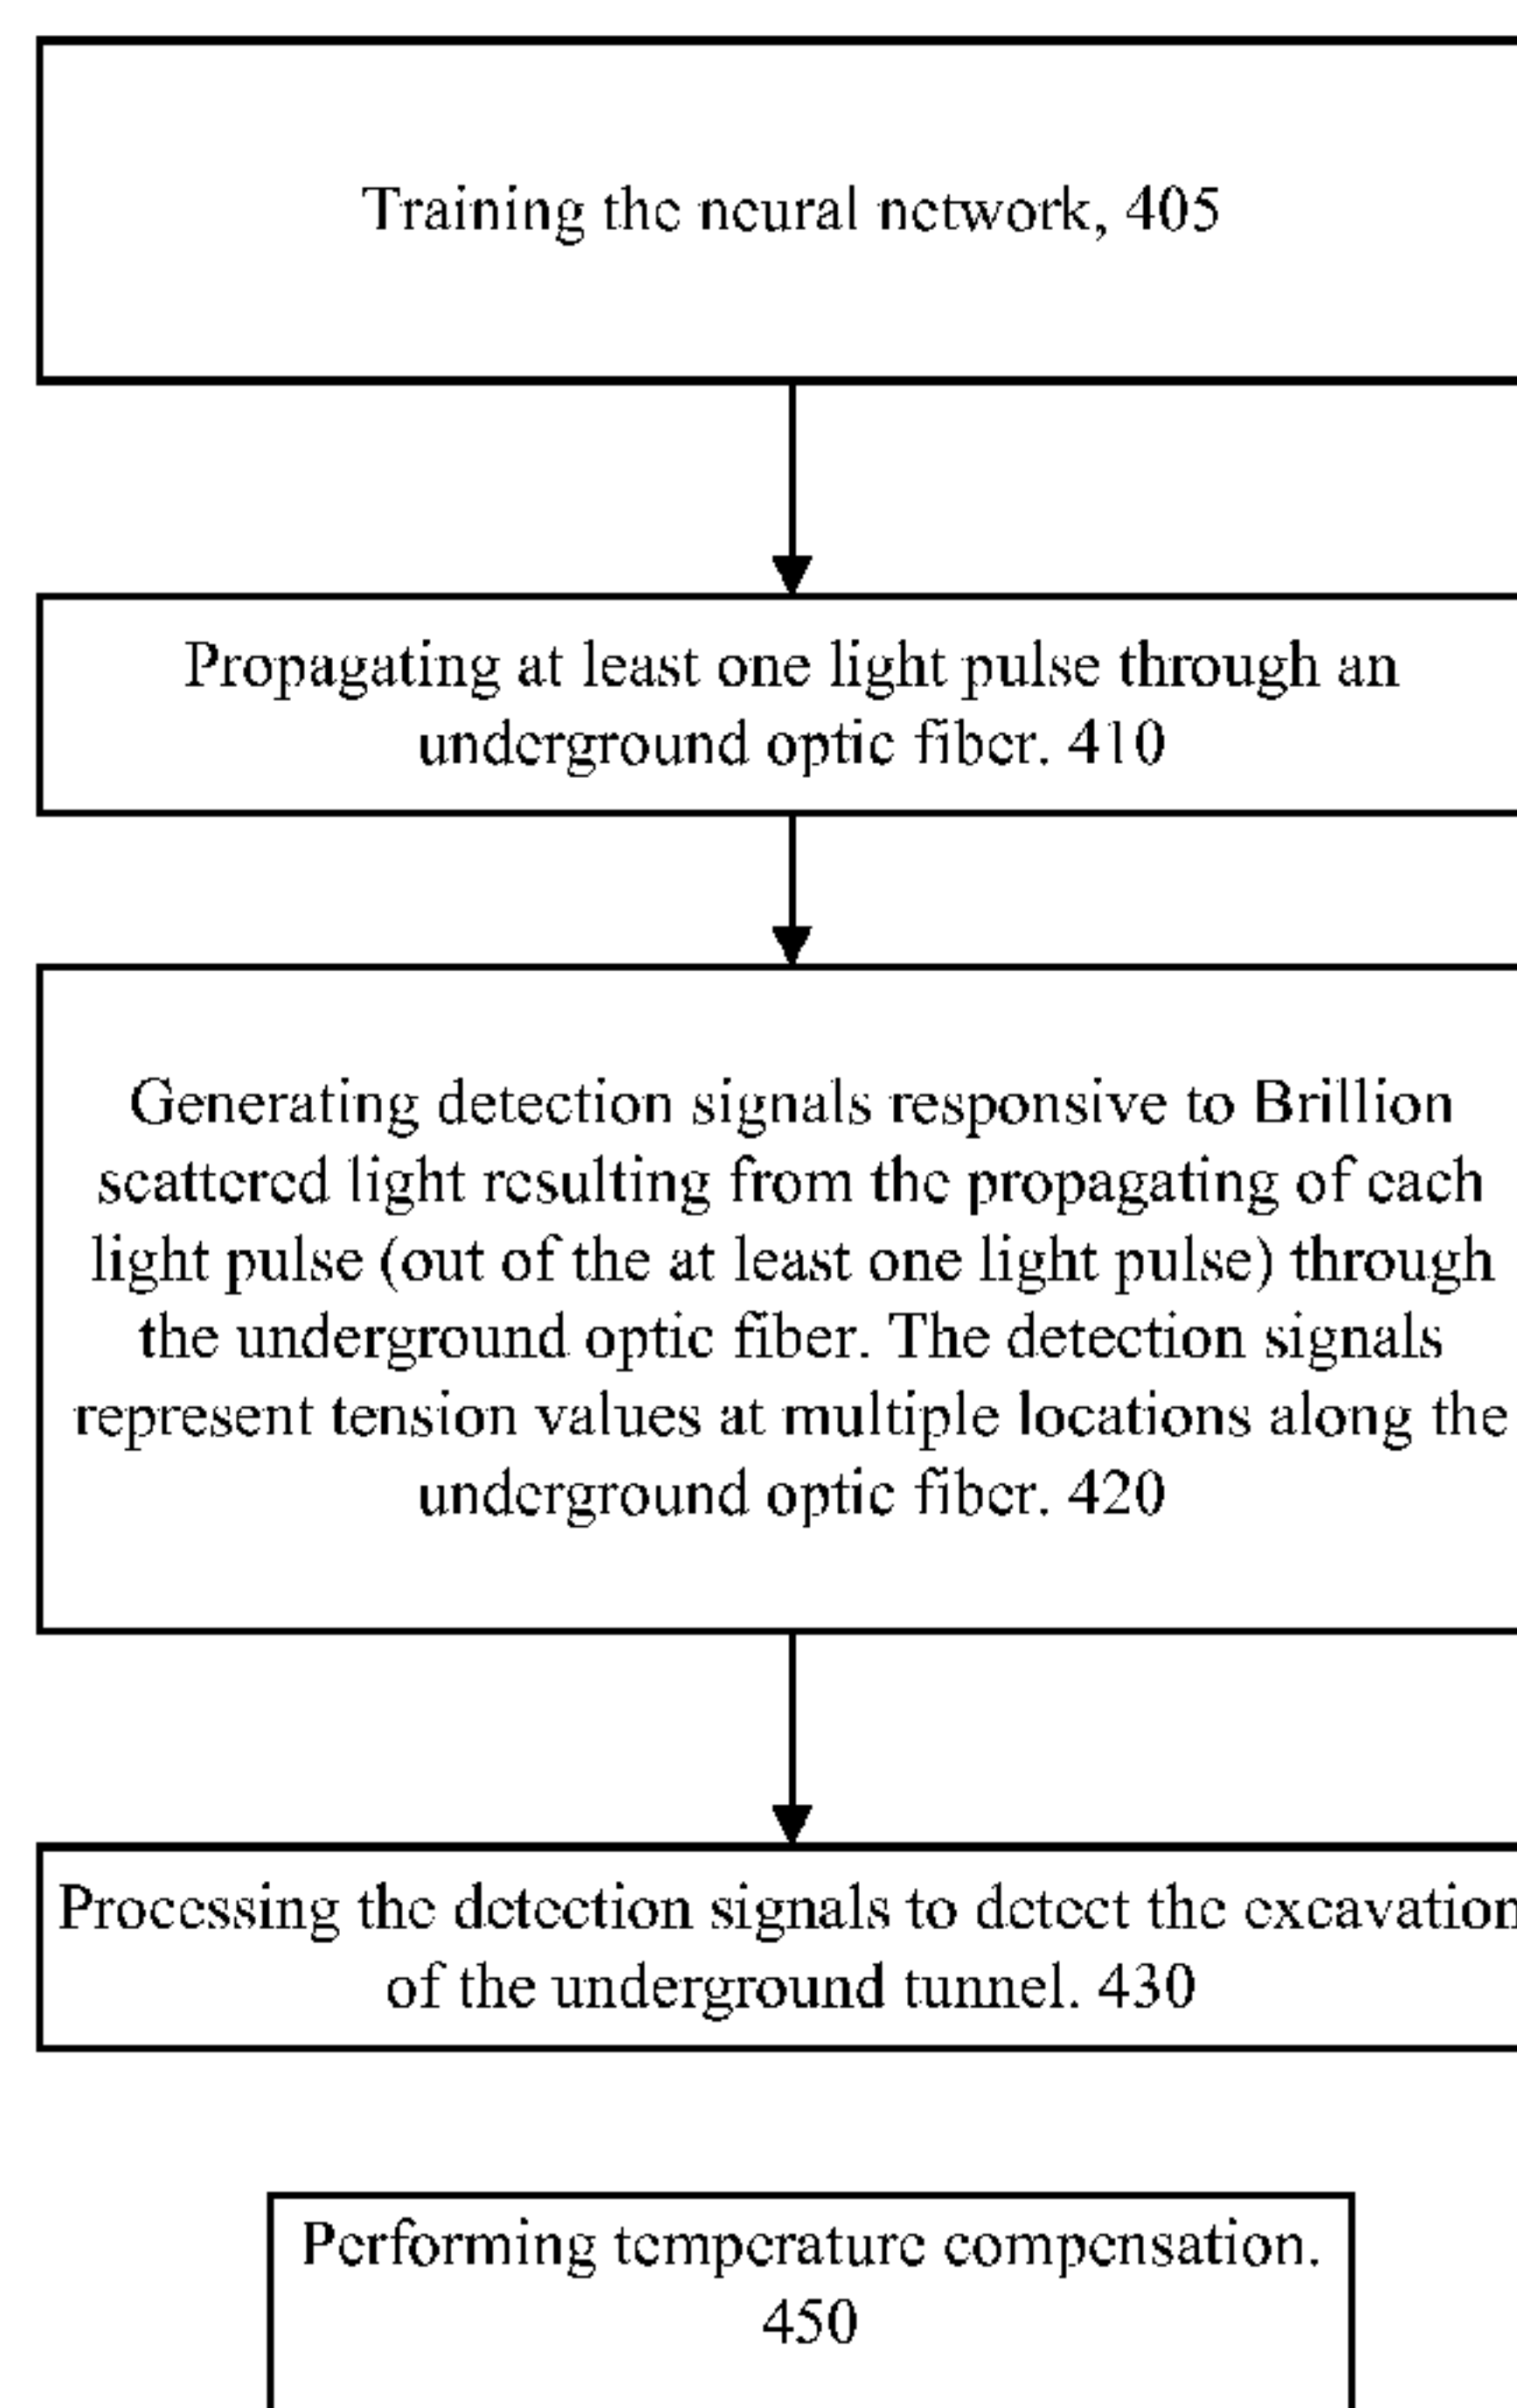 Training the neural network, 405
Propagating at least one light pulse through an
underground optic fiber. 410
Generating detection signals responsive to Brillion
scattered light resulting from the propagating of each
light pulse (out of the at least one light pulse) through
the underground optic fiber. The detection signals
represent tension values at multiple locations along the
underground optic fiber. 420
Processing the detection signals to detect the excavation
of the underground tunnel. 430
Performing temperature compensation.
450